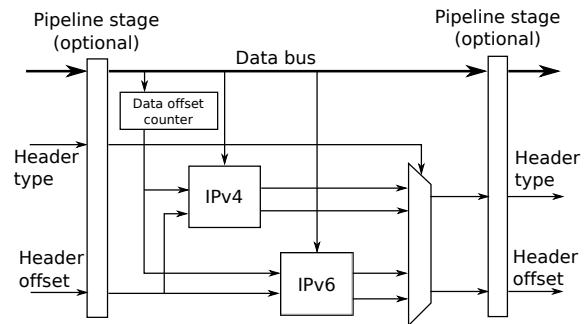 Pipeline stage
(optional)
Pipeline stage
(optional)
Data bus
Data offset
counter
Header
type
Header
type
IPv4
Header
offset
Header
offset
IPv6